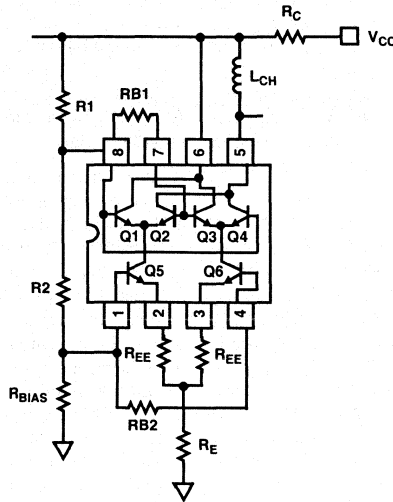 RC
VCC
LCH
R1
RB1
8 7 6 5
Q1 Q2 Q3 Q4
Q5 Q6
R2
1 2 3 4
REE REE
RBIAS
RB2
RE